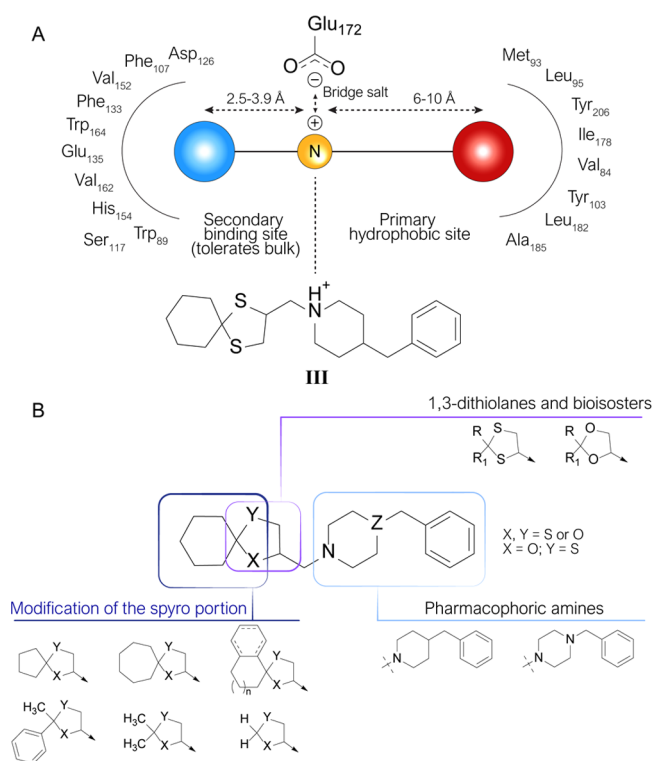 A
Glu172
O O
−
Bridge salt
+
N
2.5-3.9 Å
6-10 Å
Asp126
Phe107
Val152
Phe133
Trp164
Glu135
Val162
His154
Trp89
Ser117
Met93
Leu95
Tyr206
Ile178
Val84
Tyr103
Leu182
Ala185
Secondary
binding site
(tolerates bulk)
Primary
hydrophobic site
S
S
H+
N
III
B
1,3-dithiolanes and bioisosters
R S
R1 S
R O
R1 O
Y
X
N
Z
X, Y = S or O
X = O; Y = S
Modification of the spyro portion
Pharmacophoric amines
Y
X
Y
X
Y
X
( )n
N
N
N
H3C Y
X
H3C Y
H3C X
H Y
H X